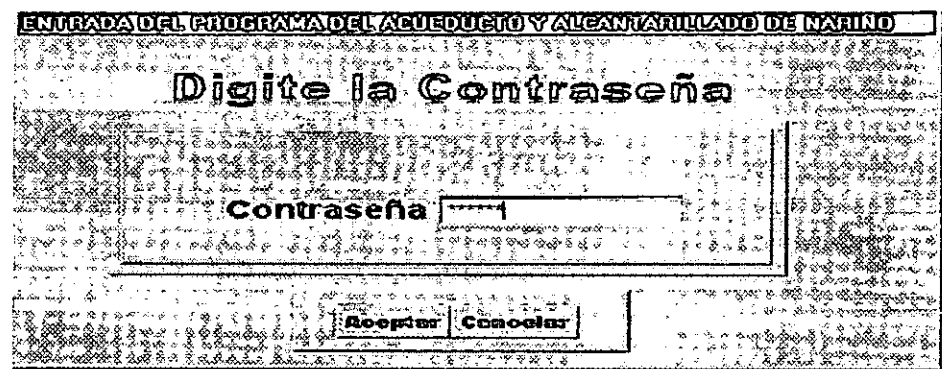 ENTRADA DEL PROGRAMA DEL ACUEDUCTO Y ALCANTARILLADO DE NARIÑO
Digite la Contraseña
Contraseña ******
Aceptar Cancelar